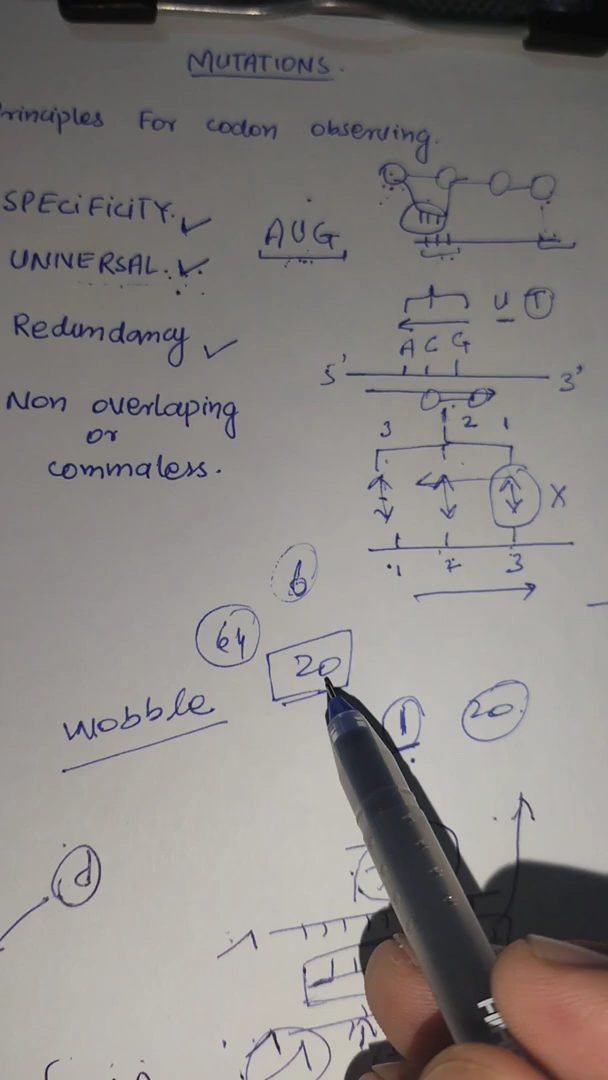 MUTATIONS.
rinciples For codon observing.
SPECIFICITY.
AUG
UNIVERSAL.
U T
Redundancy
A C G
5' 3'
Non overlaping
or
commaless.
3 2 1
X
1 2 3
6
64
20
wobble
1 20
d